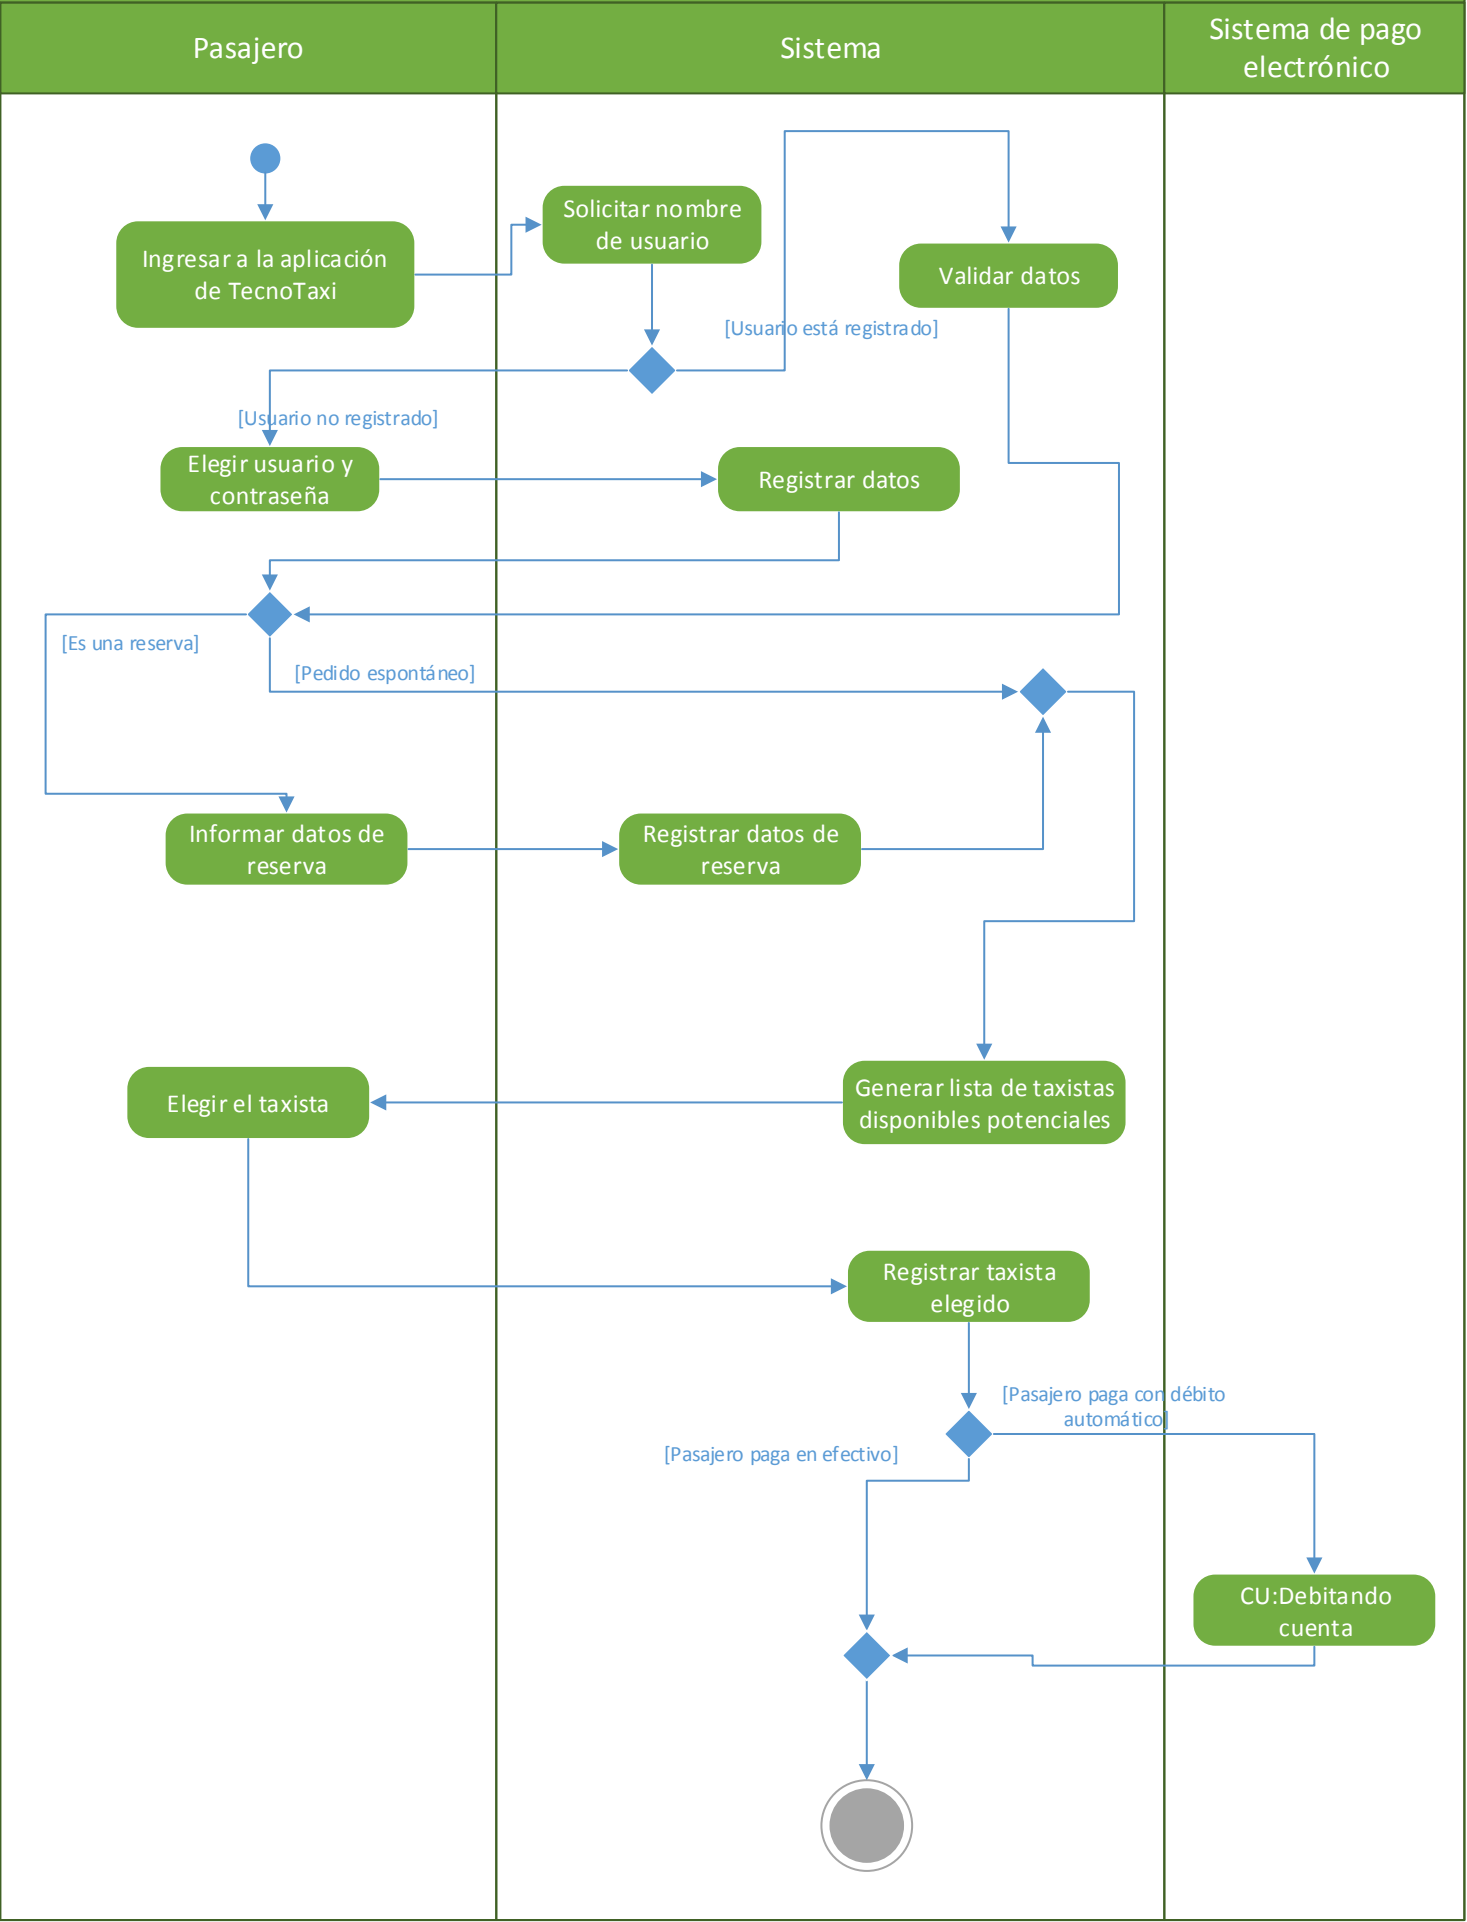 Pasajero
Sistema
Sistema de pago
electrónico
Solicitar nombre
de usuario
Ingresar a la aplicación
de TecnoTaxi
Validar datos
[Usuario está registrado]
[Usuario no registrado]
Elegir usuario y
contraseña
Registrar datos
[Es una reserva]
[Pedido espontáneo]
Informar datos de
reserva
Registrar datos de
reserva
Elegir el taxista
Generar lista de taxistas
disponibles potenciales
Registrar taxista
elegido
[Pasajero paga con débito
automático]
[Pasajero paga en efectivo]
CU:Debitando
cuenta